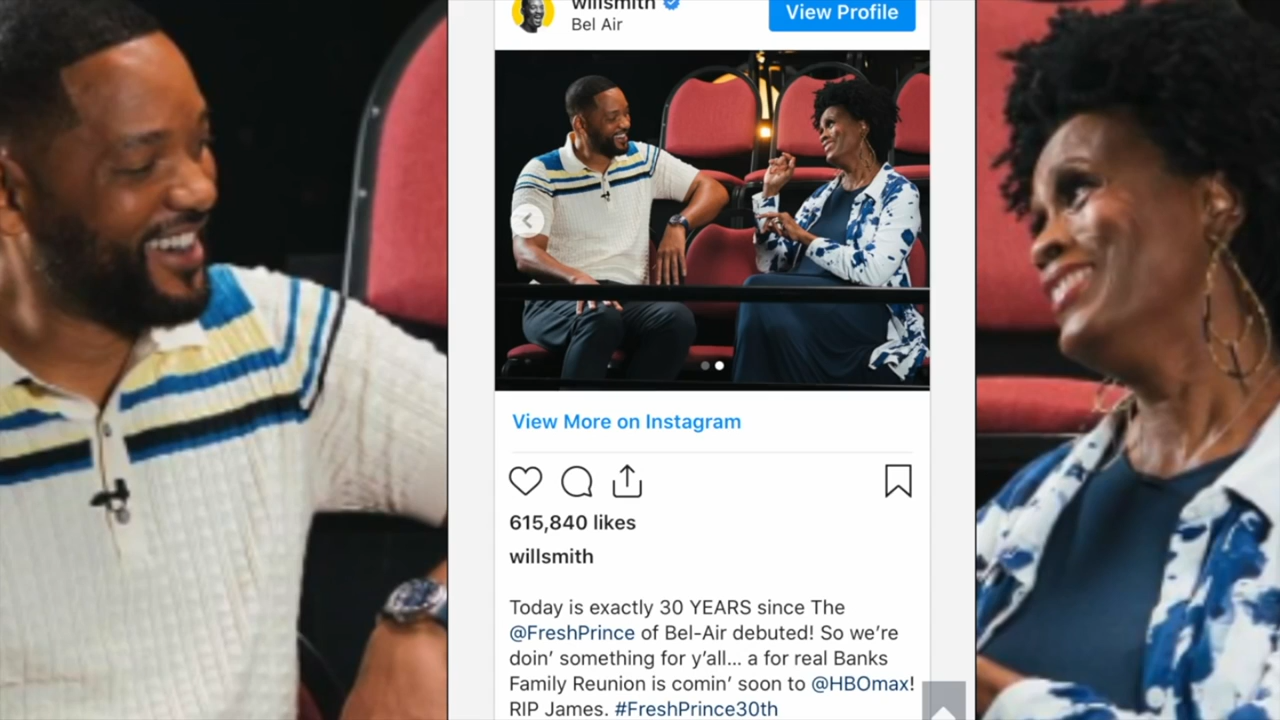 willsmith
Bel Air
View Profile
View More on Instagram
615,840 likes
willsmith
Today is exactly 30 YEARS since The
@FreshPrince of Bel-Air debuted! So we're
doin' something for y'all... a for real Banks
Family Reunion is comin' soon to @HBOmax!
RIP James. #FreshPrince30th